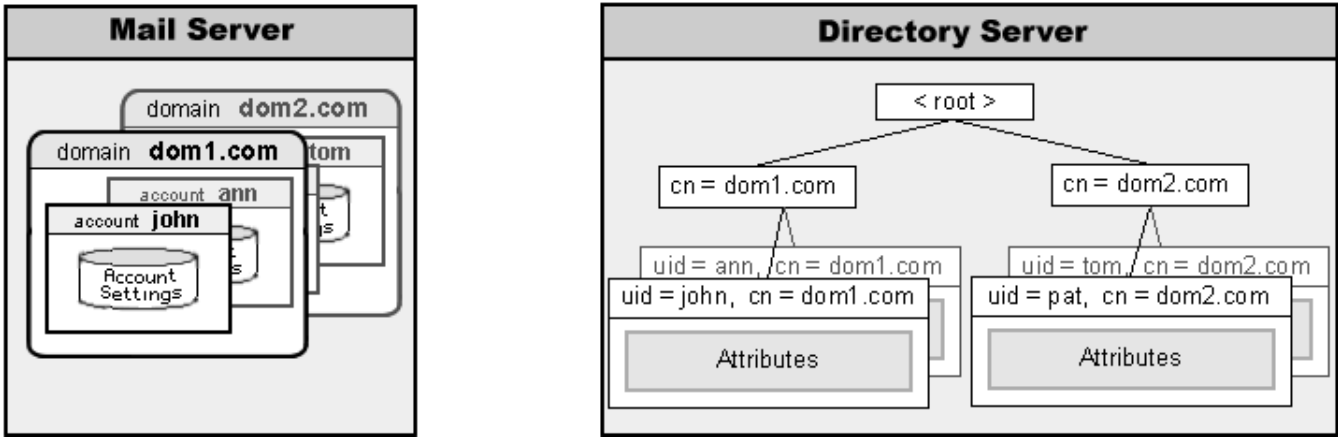 Mail Server
domain dom2.com
tom
domain dom1.com
account ann
account john
Account
Settings
Directory Server
< root >
cn = dom1.com
cn = dom2.com
uid = ann, cn = dom1.com
uid = john, cn = dom1.com
Attributes
uid = tom, cn = dom2.com
uid = pat, cn = dom2.com
Attributes